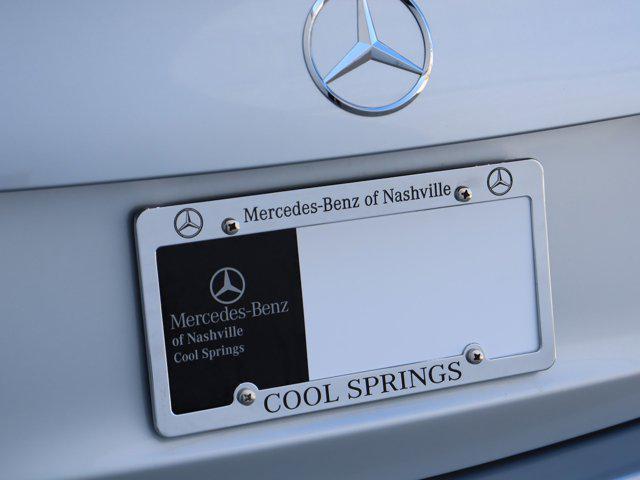 Mercedes-Benz of Nashville
Mercedes-Benz
of Nashville
Cool Springs
COOL SPRINGS